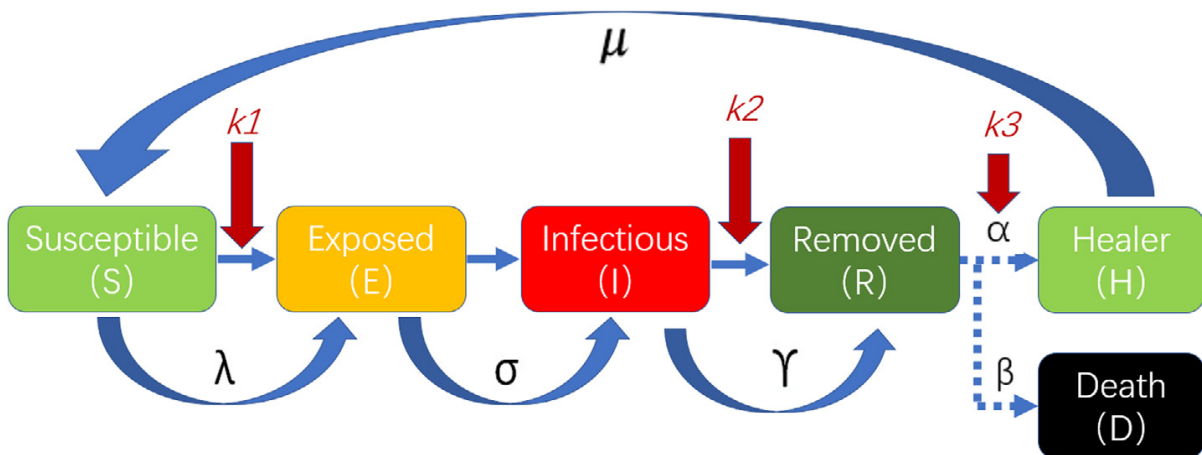 μ
k1
k2
k3
Susceptible
(S)
Exposed
(E)
Infectious
(I)
Removed
(R)
α
Healer
(H)
λ
σ
γ
β
Death
(D)